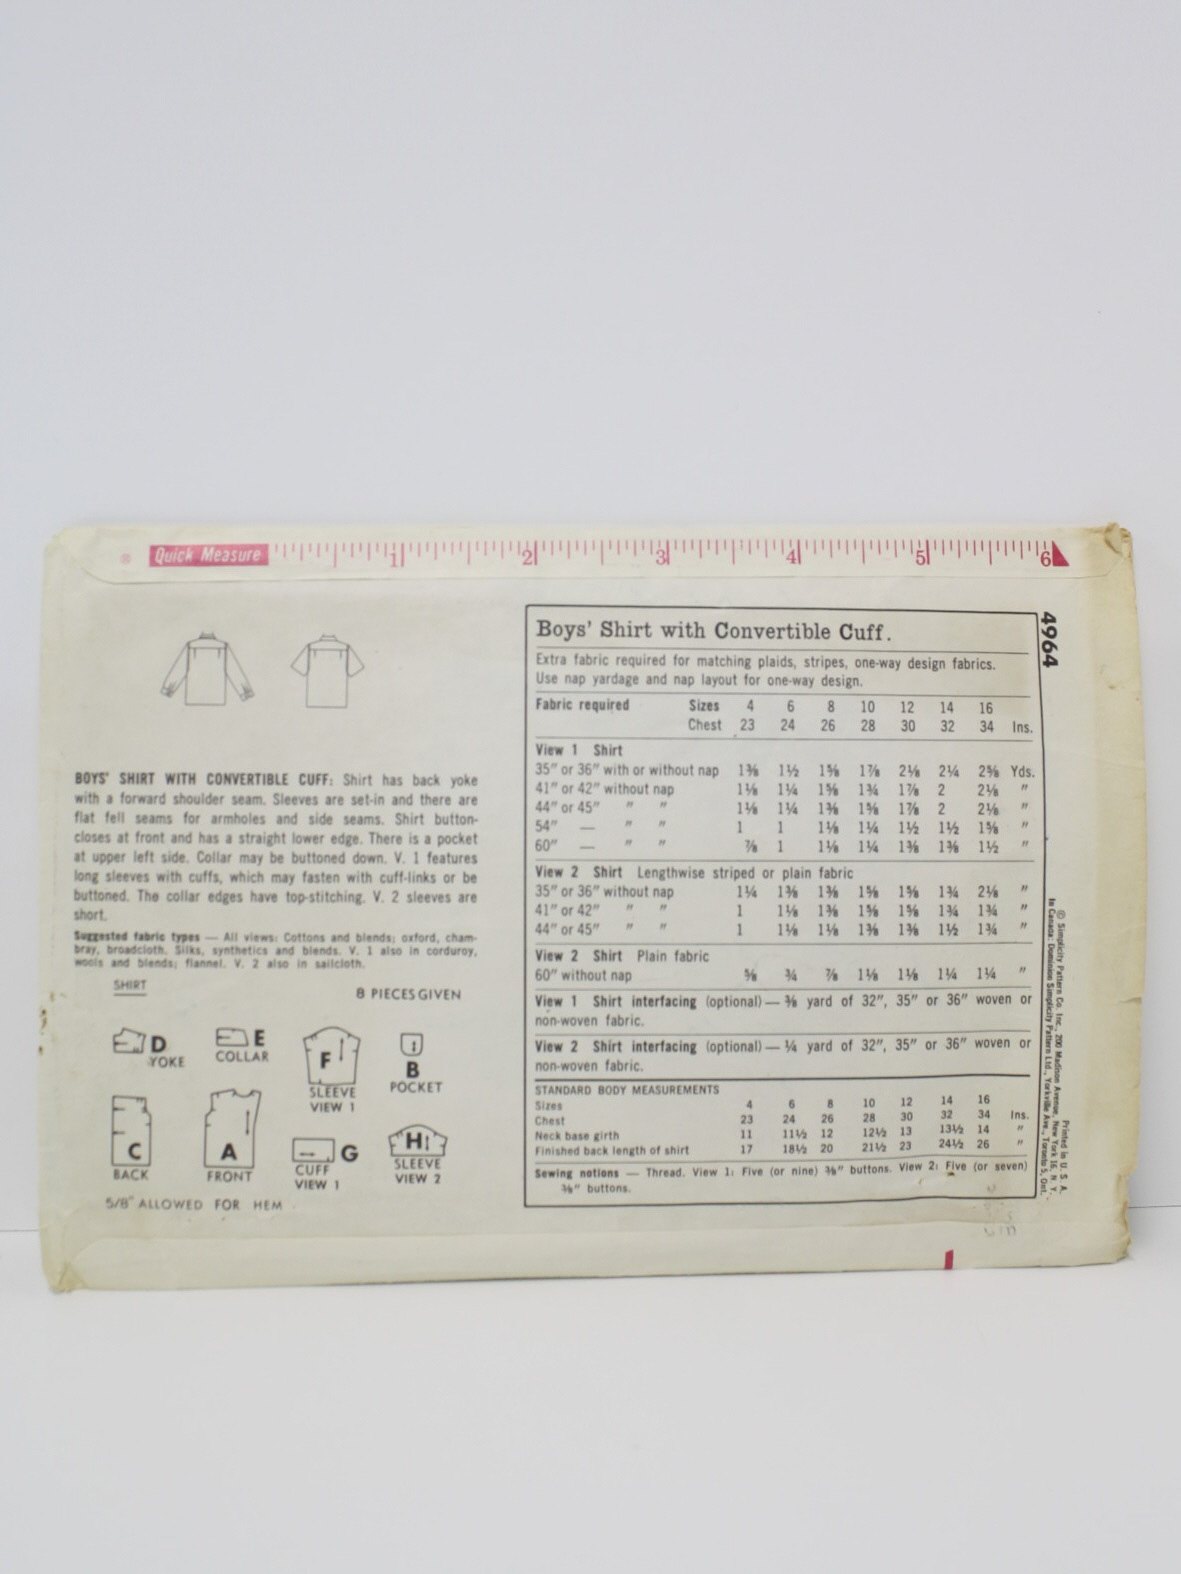 Quick Measure 1 2 3 4 5 6
BOYS' SHIRT WITH CONVERTIBLE CUFF: Shirt has back yoke
with a forward shoulder seam. Sleeves are set-in and there are
flat fell seams for armholes and side seams. Shirt button-
closes at front and has a straight lower edge. There is a pocket
at upper left side. Collar may be buttoned down. V. 1 features
long sleeves with cuffs, which may fasten with cuff-links or be
buttoned. The collar edges have top-stitching. V. 2 sleeves are
short.
Suggested fabric types — All views: Cottons and blends; oxford, cham-
bray, broadcloth. Silks, synthetics and blends. V. 1 also in corduroy,
wools and blends; flannel. V. 2 also in sailcloth.
SHIRT
8 PIECES GIVEN
D
YOKE
E
COLLAR
F
SLEEVE
VIEW 1
B
POCKET
C
BACK
A
FRONT
G
CUFF
VIEW 1
H
SLEEVE
VIEW 2
5/8" ALLOWED FOR HEM
Boys' Shirt with Convertible Cuff.
Extra fabric required for matching plaids, stripes, one-way design fabrics.
Use nap yardage and nap layout for one-way design.
Fabric required Sizes 4 6 8 10 12 14 16
Chest 23 24 26 28 30 32 34 Ins.
View 1 Shirt
35" or 36" with or without nap 1⅜ 1½ 1⅝ 1⅞ 2⅛ 2¼ 2⅝ Yds.
41" or 42" without nap 1⅛ 1¼ 1⅝ 1¾ 1⅞ 2 2⅛ "
44" or 45" " " 1⅛ 1¼ 1⅜ 1⅝ 1⅞ 2 2⅛ "
54" — " " 1 1 1⅛ 1¼ 1½ 1½ 1⅝ "
60" — " " ⅞ 1 1⅛ 1¼ 1⅜ 1⅜ 1½ "
View 2 Shirt Lengthwise striped or plain fabric
35" or 36" without nap 1¼ 1⅜ 1⅜ 1⅝ 1⅝ 1¾ 2⅛ "
41" or 42" " " 1 1⅛ 1⅜ 1⅝ 1⅝ 1¾ 1¾ "
44" or 45" " " 1 1⅛ 1⅛ 1⅜ 1⅜ 1½ 1¾ "
View 2 Shirt Plain fabric
60" without nap ⅝ ¾ ⅞ 1⅛ 1⅛ 1¼ 1¼ "
View 1 Shirt interfacing (optional) — ⅜ yard of 32", 35" or 36" woven or
non-woven fabric.
View 2 Shirt interfacing (optional) — ¼ yard of 32", 35" or 36" woven or
non-woven fabric.
STANDARD BODY MEASUREMENTS
Sizes 4 6 8 10 12 14 16
Chest 23 24 26 28 30 32 34 Ins.
Neck base girth 11 11½ 12 12½ 13 13½ 14 "
Finished back length of shirt 17 18½ 20 21½ 23 24½ 26 "
Sewing notions — Thread. View 1: Five (or nine) ⅜" buttons. View 2: Five (or seven)
⅜" buttons.
4964
Printed in U. S. A.
© Simplicity Pattern Co. Inc., 200 Madison Avenue, New York 16, N. Y.
In Canada: Dominion Simplicity Pattern Ltd., Yorkville Ave., Toronto 5, Ont.